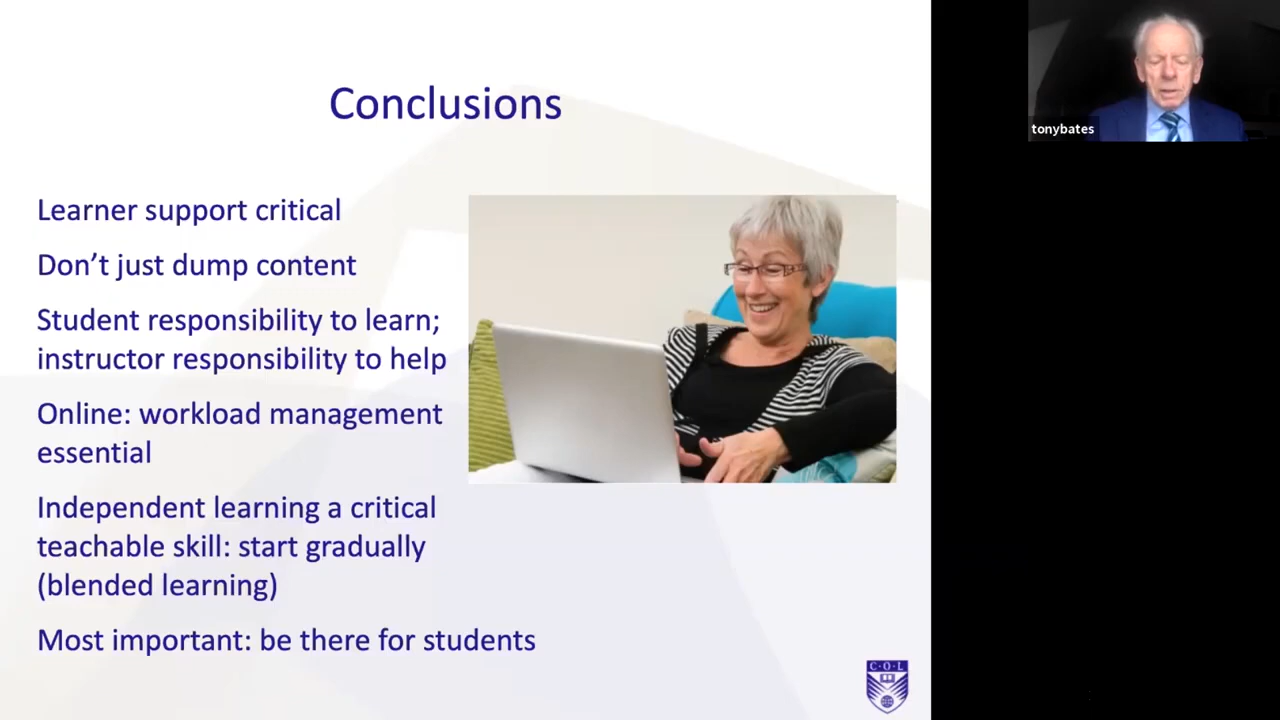 Conclusions
Learner support critical
Don’t just dump content
Student responsibility to learn;
instructor responsibility to help
Online: workload management
essential
Independent learning a critical
teachable skill: start gradually
(blended learning)
Most important: be there for students
C·O·L
tonybates